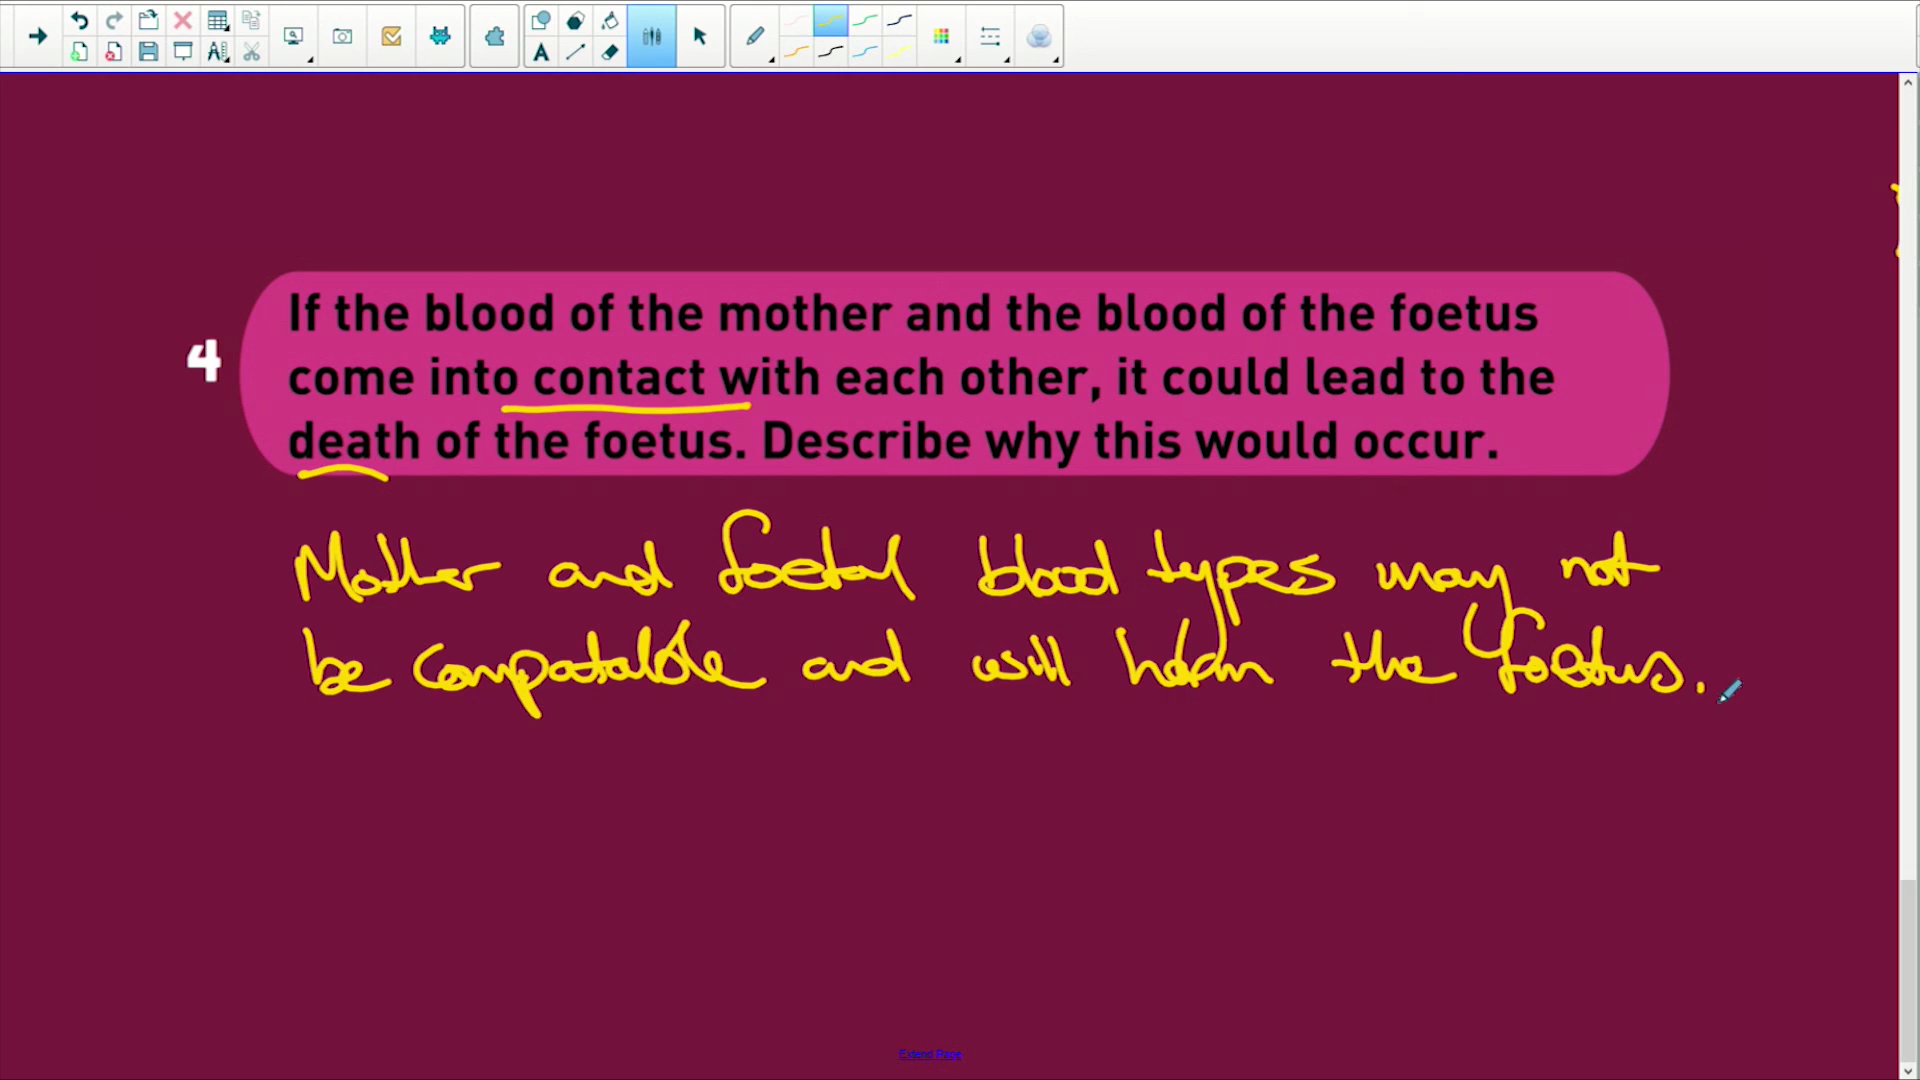 4
If the blood of the mother and the blood of the foetus
come into contact with each other, it could lead to the
death of the foetus. Describe why this would occur.
Mother and foetal blood types may not
be compatable and will harm the foetus.
Extend Page